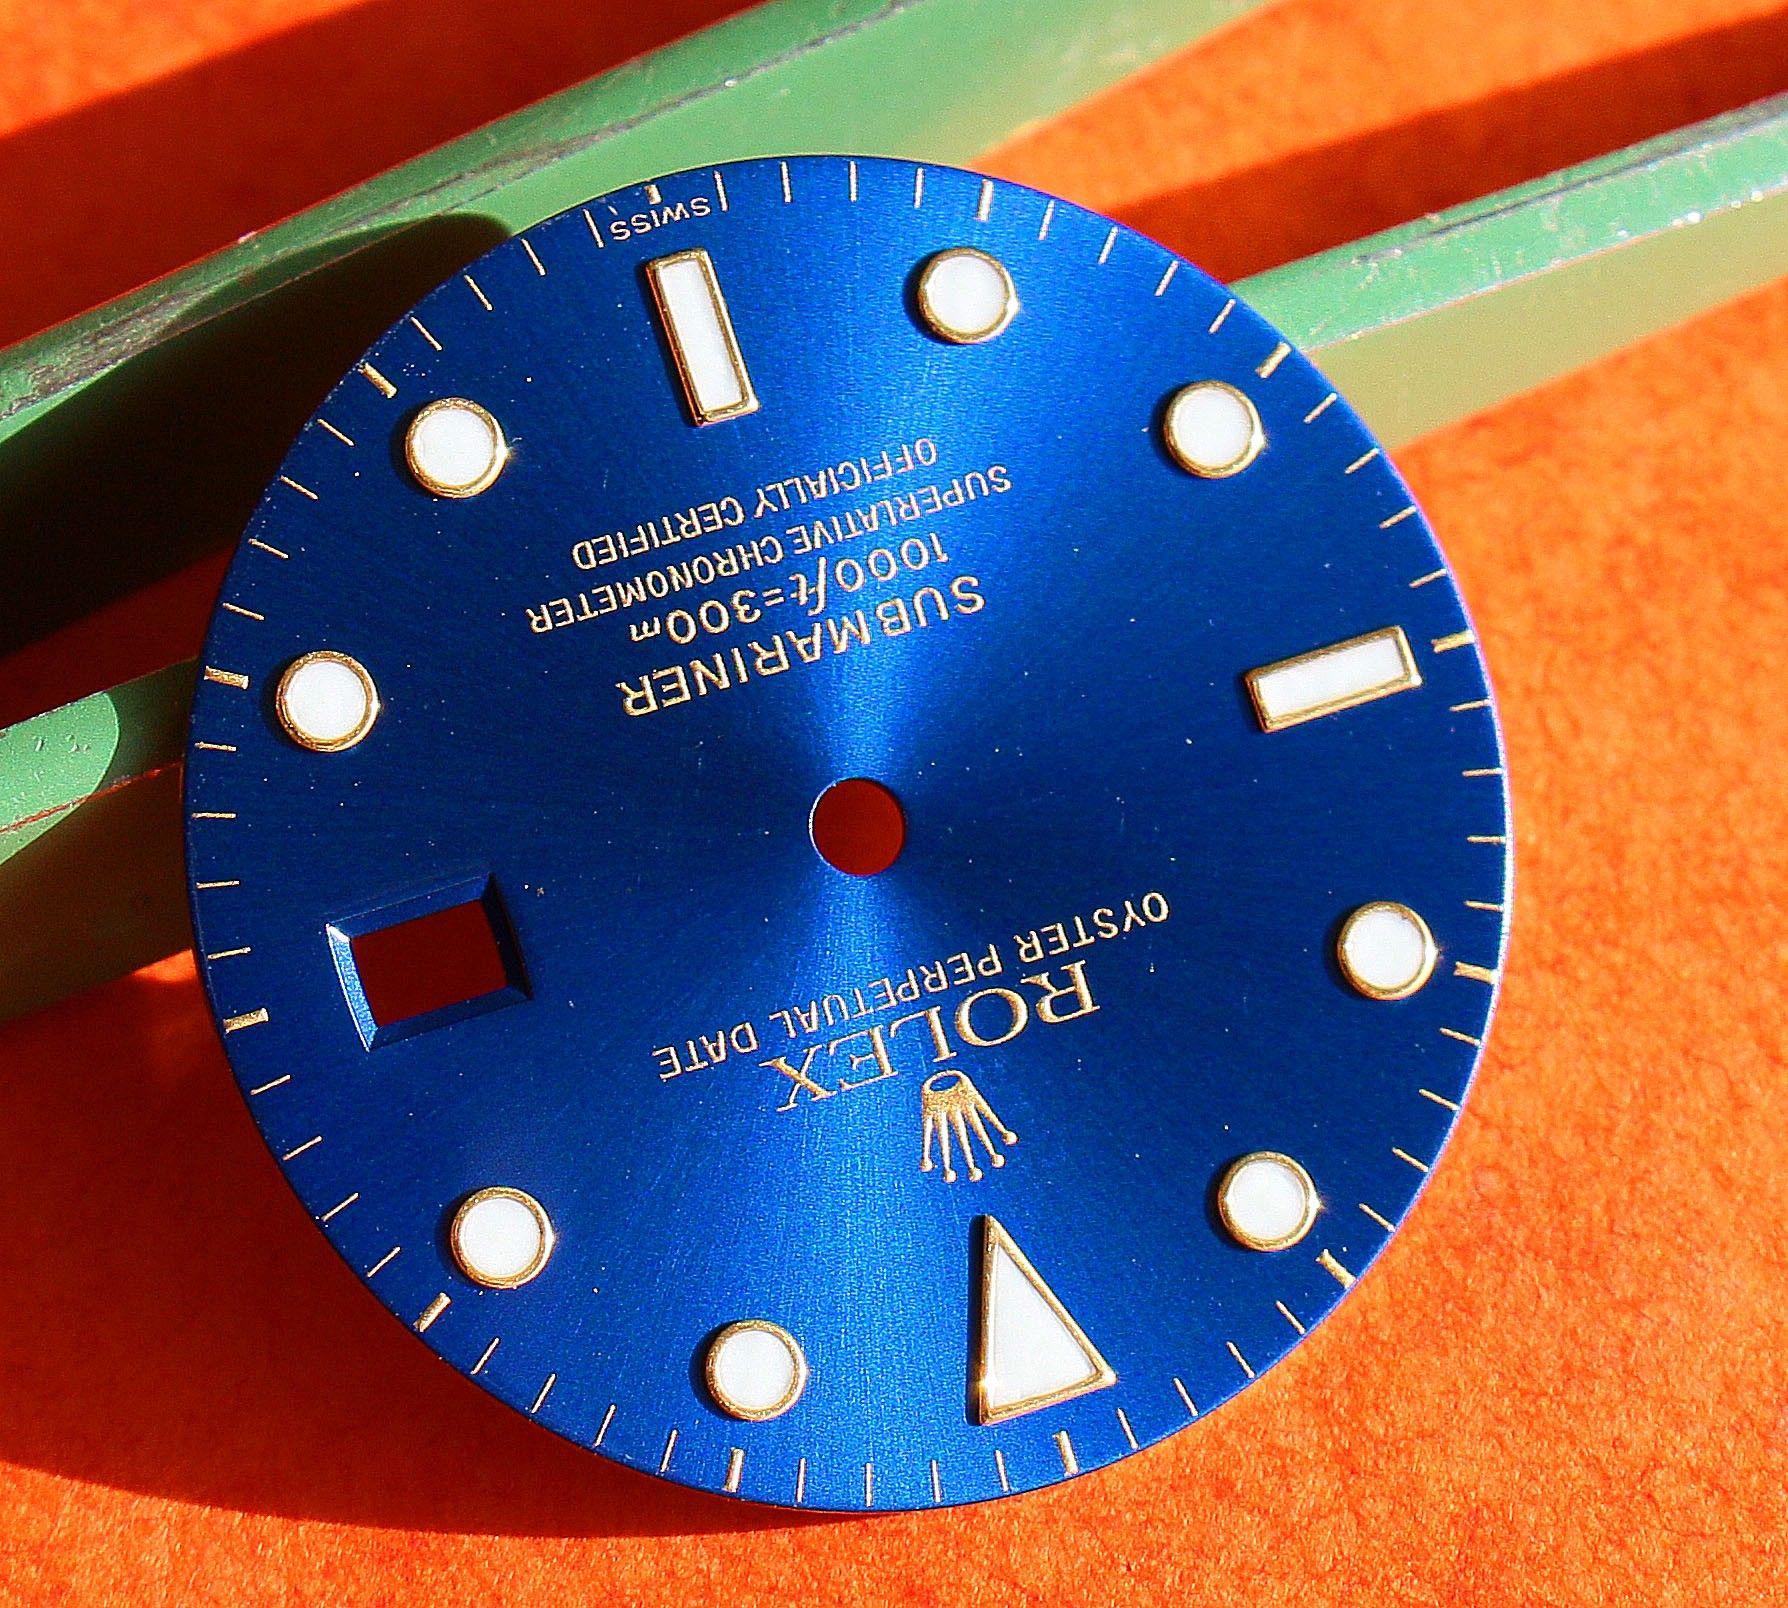 ROLEX
OYSTER PERPETUAL DATE
SUBMARINER
1000ft=300m
SUPERLATIVE CHRONOMETER
OFFICIALLY CERTIFIED
SWISS